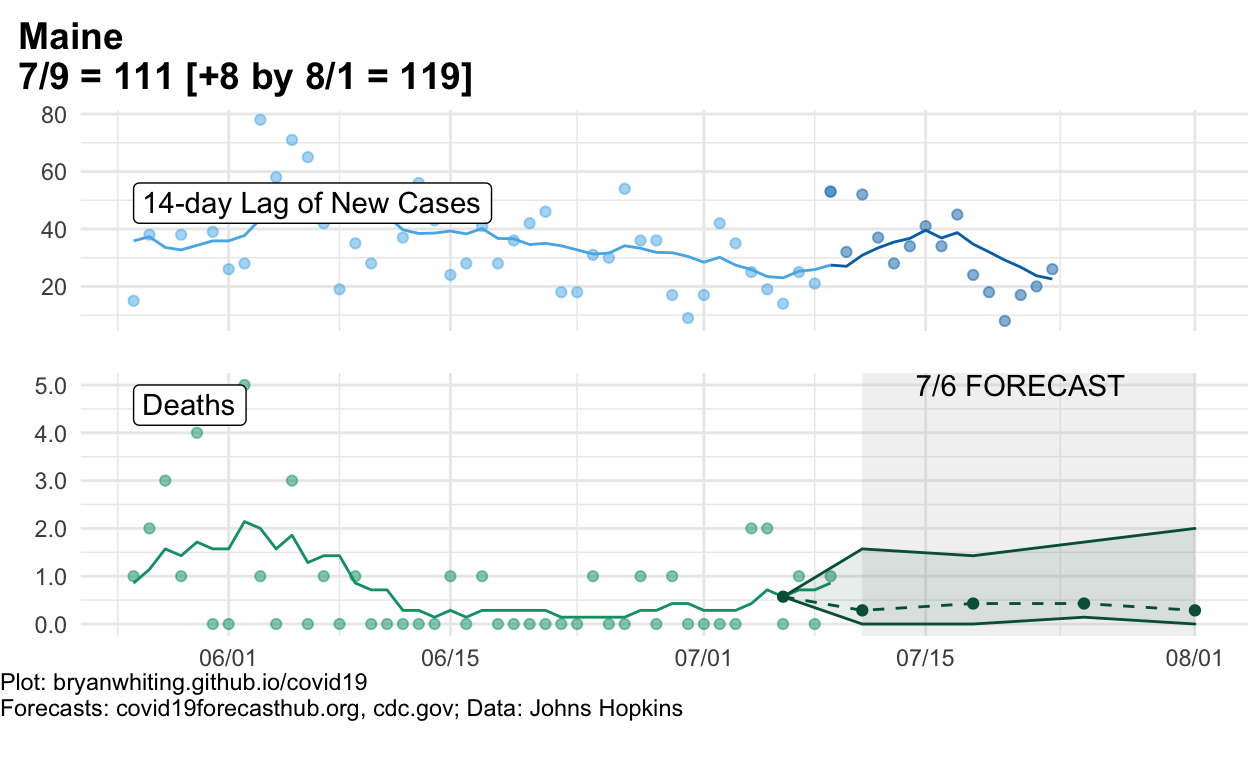 Maine
7/9 = 111 [+8 by 8/1 = 119]
80
60
40
20
14-day Lag of New Cases
5.0
4.0
3.0
2.0
1.0
0.0
Deaths
7/6 FORECAST
06/01 06/15 07/01 07/15 08/01
Plot: bryanwhiting.github.io/covid19
Forecasts: covid19forecasthub.org, cdc.gov; Data: Johns Hopkins